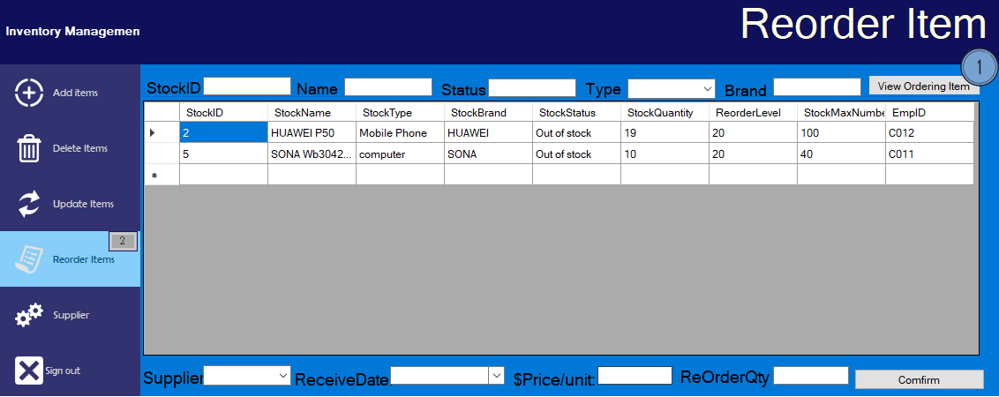 Inventory Managemen
Reorder Item
1
Add items
Delete Items
Update Items
2
Reorder Items
Supplier
Sign out
StockID Name Status Type Brand View Ordering Item
StockID StockName StockType StockBrand StockStatus StockQuantity ReorderLevel StockMaxNumbe EmpID
2 HUAWEI P50 Mobile Phone HUAWEI Out of stock 19 20 100 C012
5 SONA Wb3042... computer SONA Out of stock 10 20 40 C011
Supplier ReceiveDate $Price/unit: ReOrderQty Comfirm